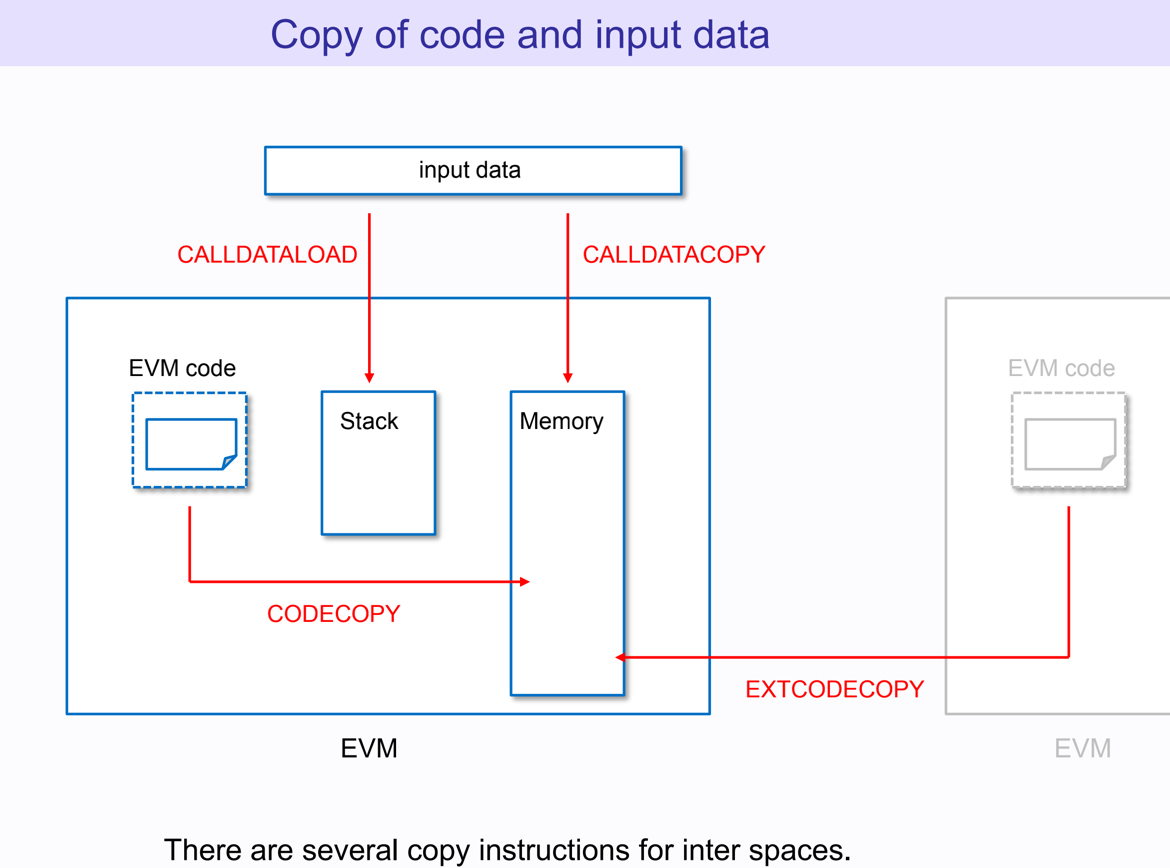 Copy of code and input data
input data
CALLDATALOAD
CALLDATACOPY
EVM code
EVM code
Stack
Memory
CODECOPY
EXTCODECOPY
EVM
EVM
There are several copy instructions for inter spaces.